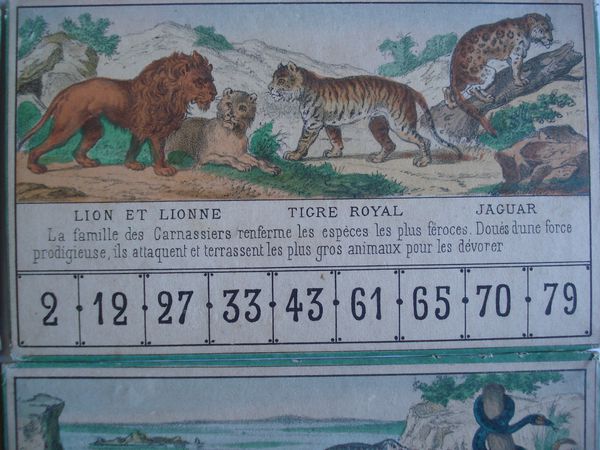 LION ET LIONNE TIGRE ROYAL JAGUAR
La famille des Carnassiers renferme les espèces les plus féroces. Doués d'une force
prodigieuse, ils attaquent et terrassent les plus gros animaux pour les dévorer
2 12 27 33 43 61 65 70 79